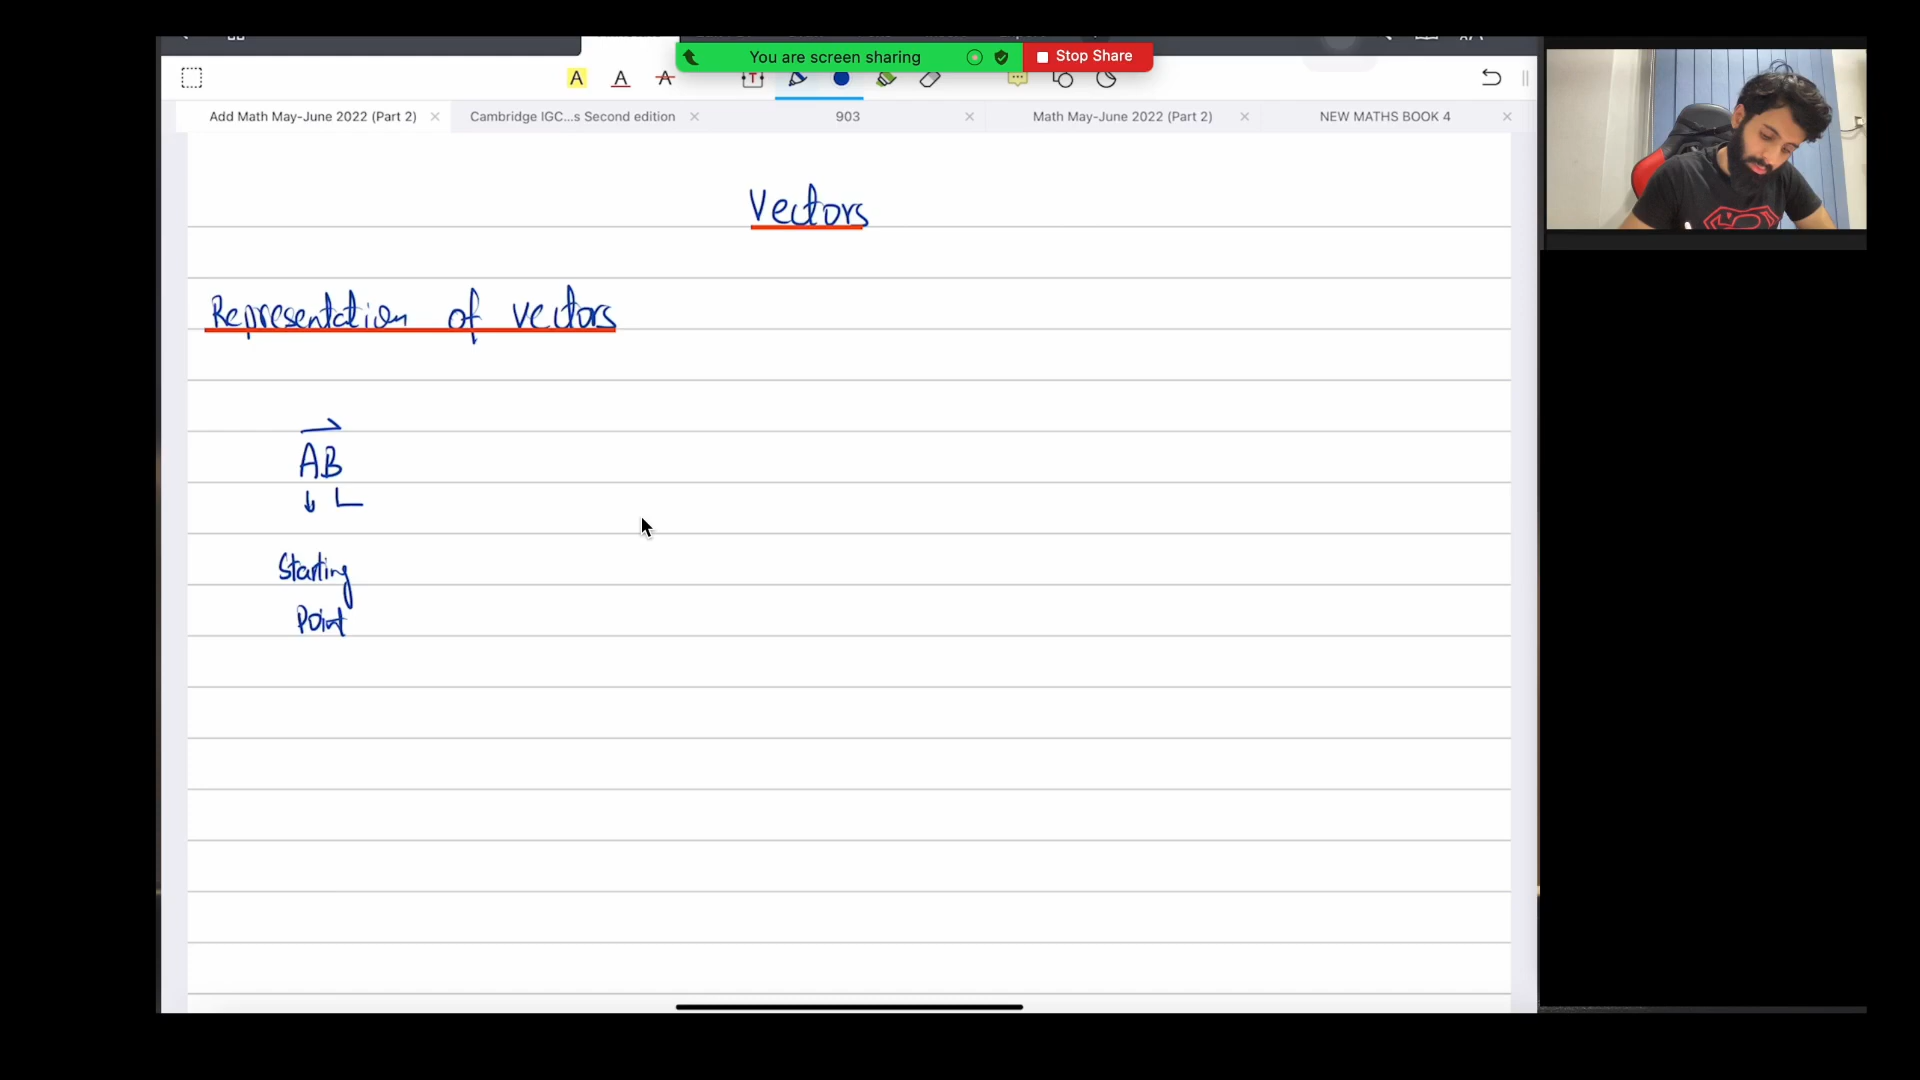 You are screen sharing Stop Share
A A A T
Add Math May-June 2022 (Part 2) Cambridge IGC...s Second edition 903 Math May-June 2022 (Part 2) NEW MATHS BOOK 4
Vectors
Representation of vectors
AB
Starting
Point